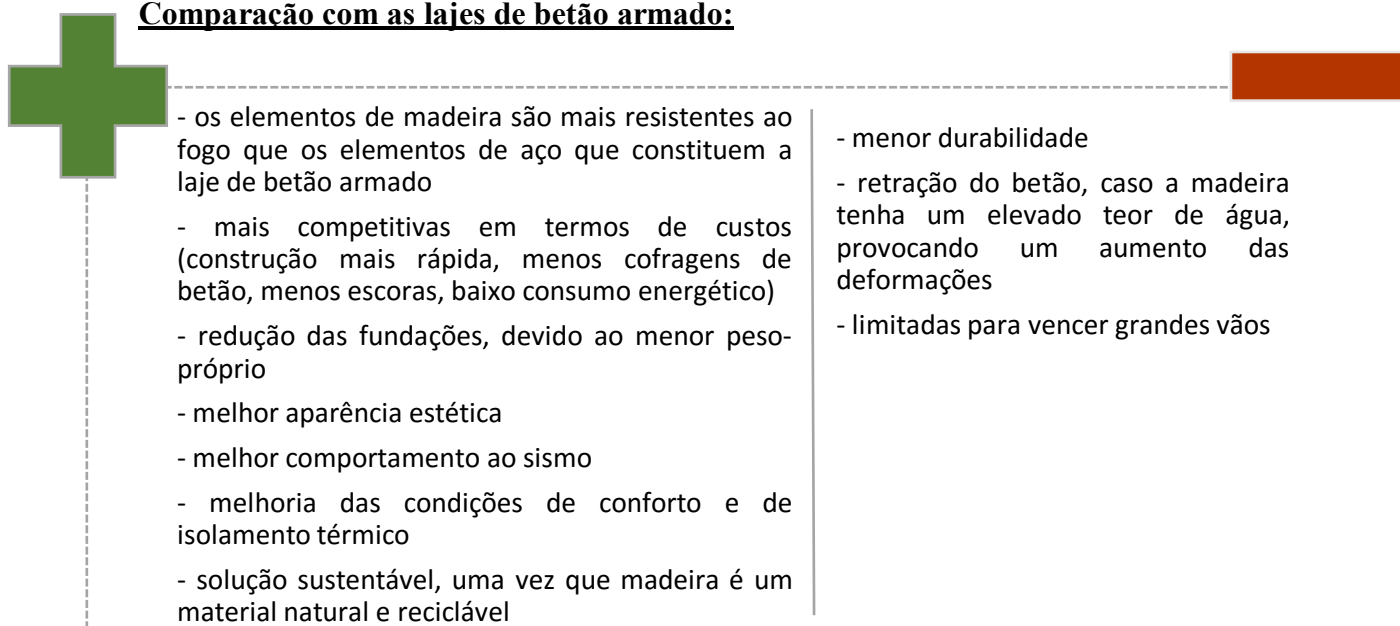 Comparação com as lajes de betão armado:
- os elementos de madeira são mais resistentes ao
fogo que os elementos de aço que constituem a
laje de betão armado
- mais competitivas em termos de custos
(construção mais rápida, menos cofragens de
betão, menos escoras, baixo consumo energético)
- redução das fundações, devido ao menor peso-
próprio
- melhor aparência estética
- melhor comportamento ao sismo
- melhoria das condições de conforto e de
isolamento térmico
- solução sustentável, uma vez que madeira é um
material natural e reciclável
- menor durabilidade
- retração do betão, caso a madeira
tenha um elevado teor de água,
provocando um aumento das
deformações
- limitadas para vencer grandes vãos